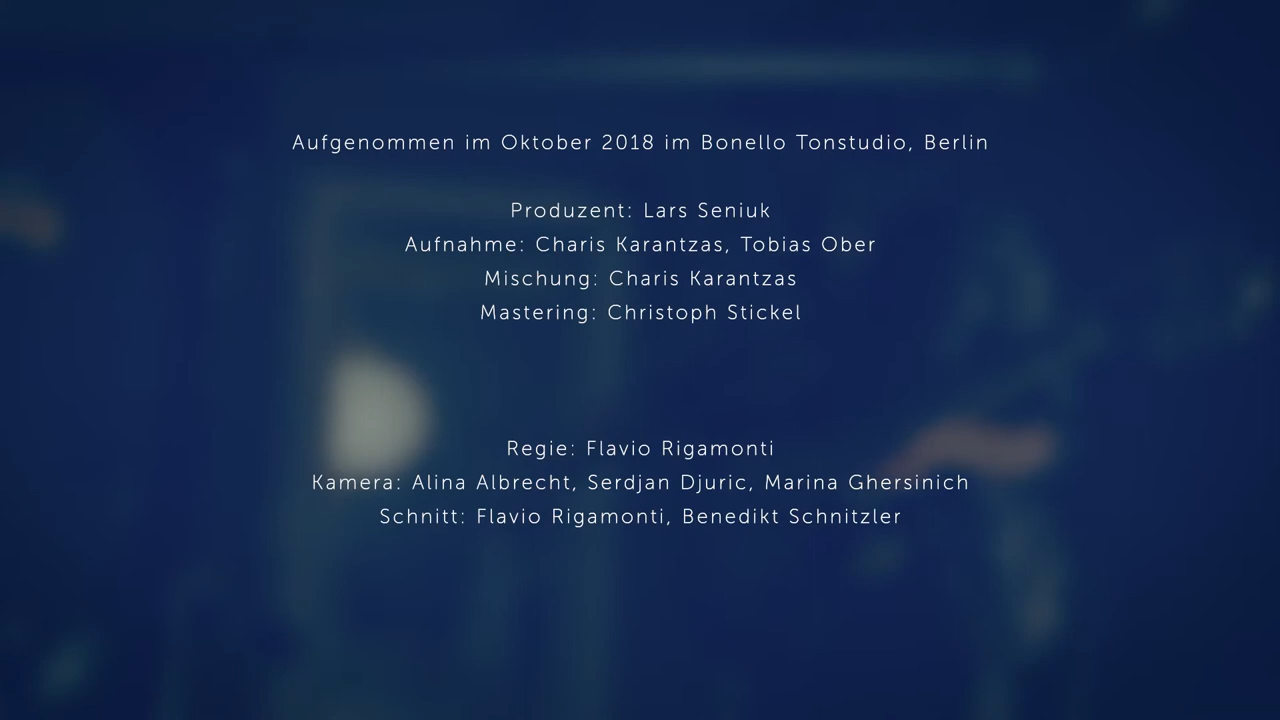 Aufgenommen im Oktober 2018 im Bonello Tonstudio, Berlin
Produzent: Lars Seniuk
Aufnahme: Charis Karantzas, Tobias Ober
Mischung: Charis Karantzas
Mastering: Christoph Stickel
Regie: Flavio Rigamonti
Kamera: Alina Albrecht, Serdjan Djuric, Marina Ghersinich
Schnitt: Flavio Rigamonti, Benedikt Schnitzler